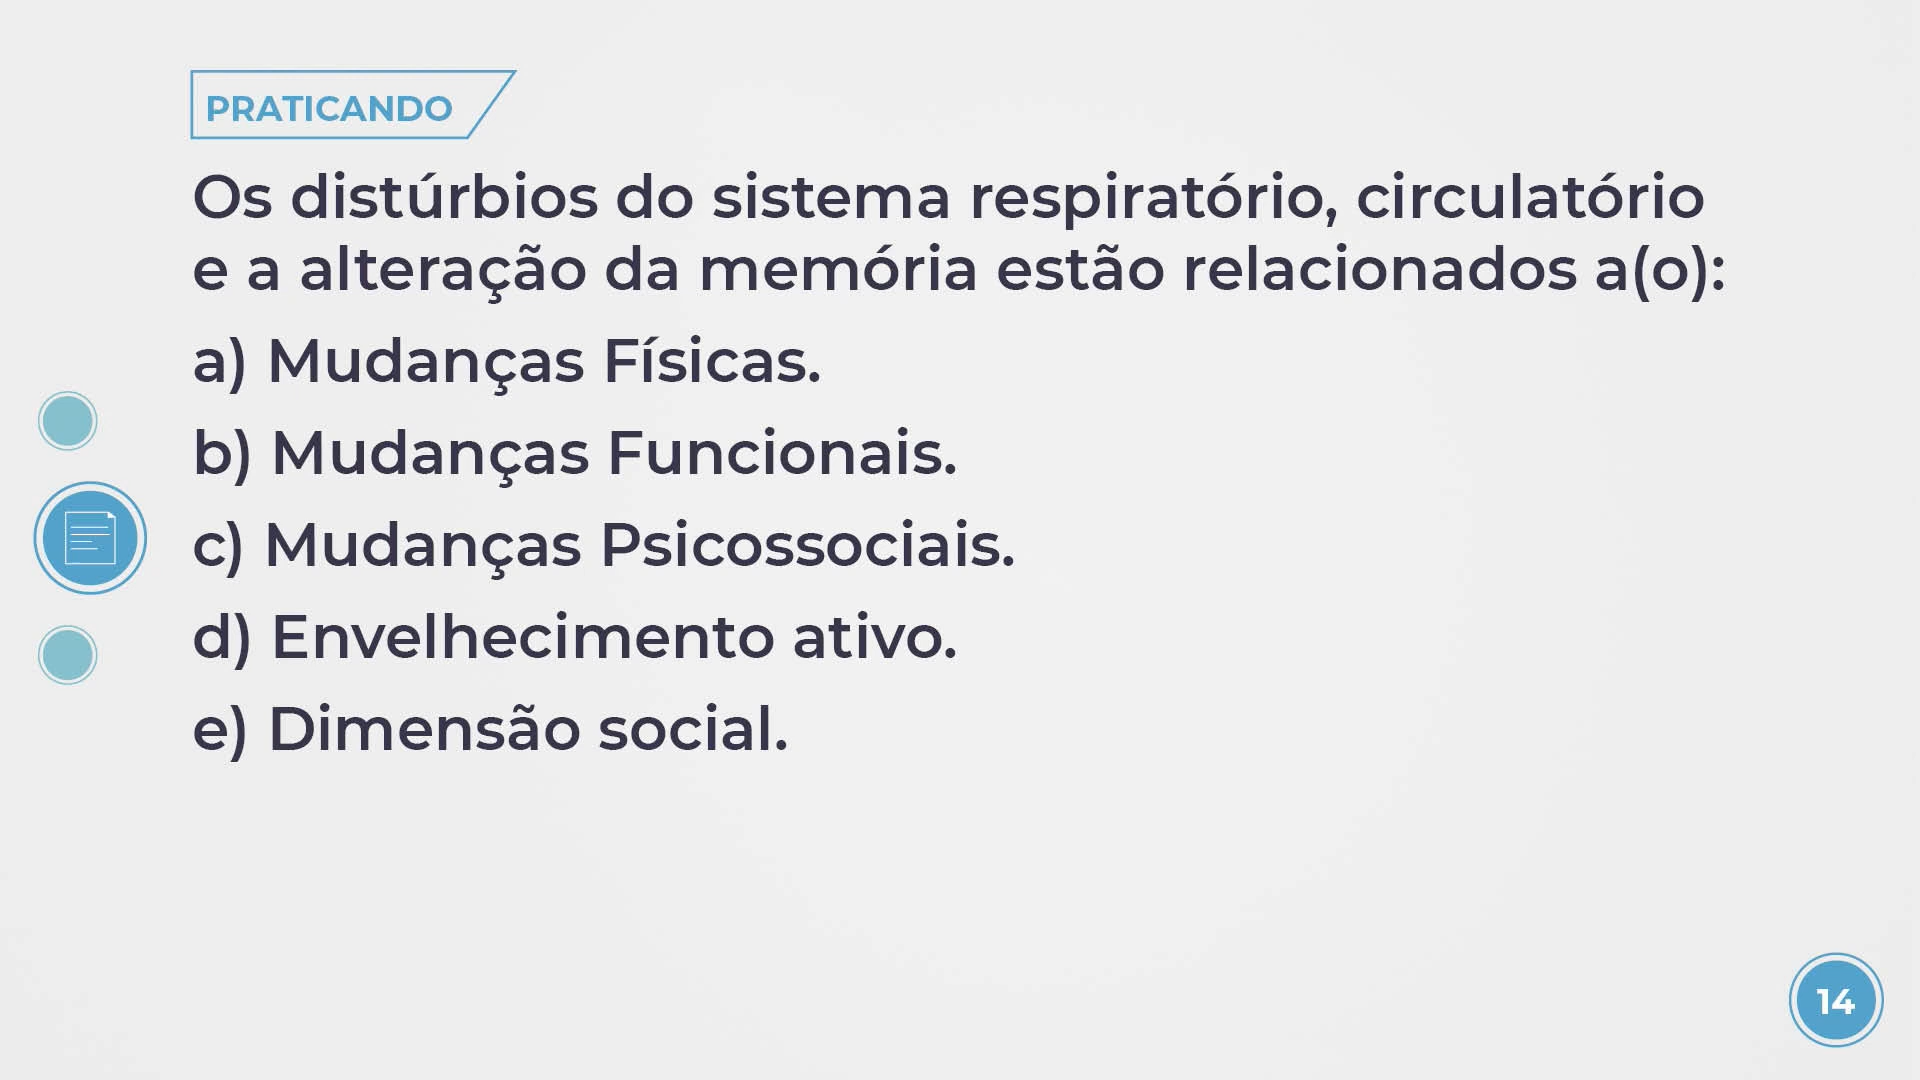 PRATICANDO
Os distúrbios do sistema respiratório, circulatório
e a alteração da memória estão relacionados a(o):
a) Mudanças Físicas.
b) Mudanças Funcionais.
c) Mudanças Psicossociais.
d) Envelhecimento ativo.
e) Dimensão social.
14